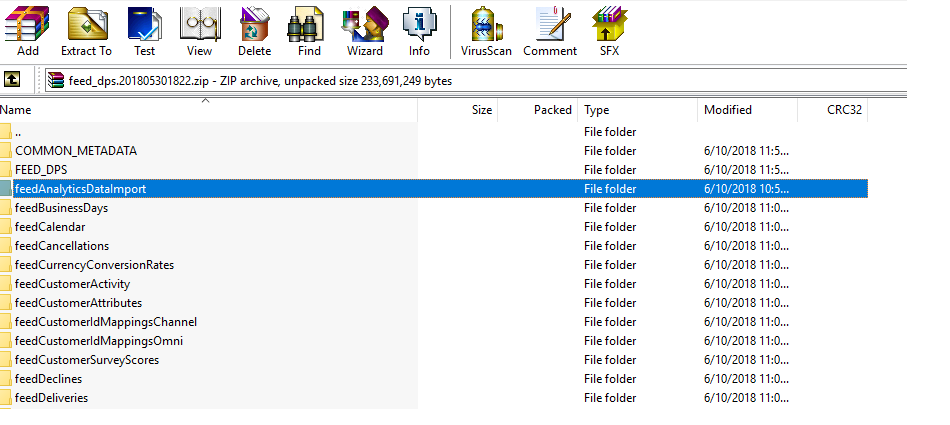 Add Extract To Test View Delete Find Wizard Info VirusScan Comment SFX
feed_dps.201805301822.zip - ZIP archive, unpacked size 233,691,249 bytes
Name Size Packed Type Modified CRC32
.. File folder
COMMON_METADATA File folder 6/10/2018 11:5...
FEED_DPS File folder 6/10/2018 11:5...
feedAnalyticsDataImport File folder 6/10/2018 10:5...
feedBusinessDays File folder 6/10/2018 11:0...
feedCalendar File folder 6/10/2018 11:0...
feedCancellations File folder 6/10/2018 11:0...
feedCurrencyConversionRates File folder 6/10/2018 11:0...
feedCustomerActivity File folder 6/10/2018 11:0...
feedCustomerAttributes File folder 6/10/2018 11:0...
feedCustomerIdMappingsChannel File folder 6/10/2018 11:0...
feedCustomerIdMappingsOmni File folder 6/10/2018 11:0...
feedCustomerSurveyScores File folder 6/10/2018 11:0...
feedDeclines File folder 6/10/2018 11:0...
feedDeliveries File folder 6/10/2018 11:0...